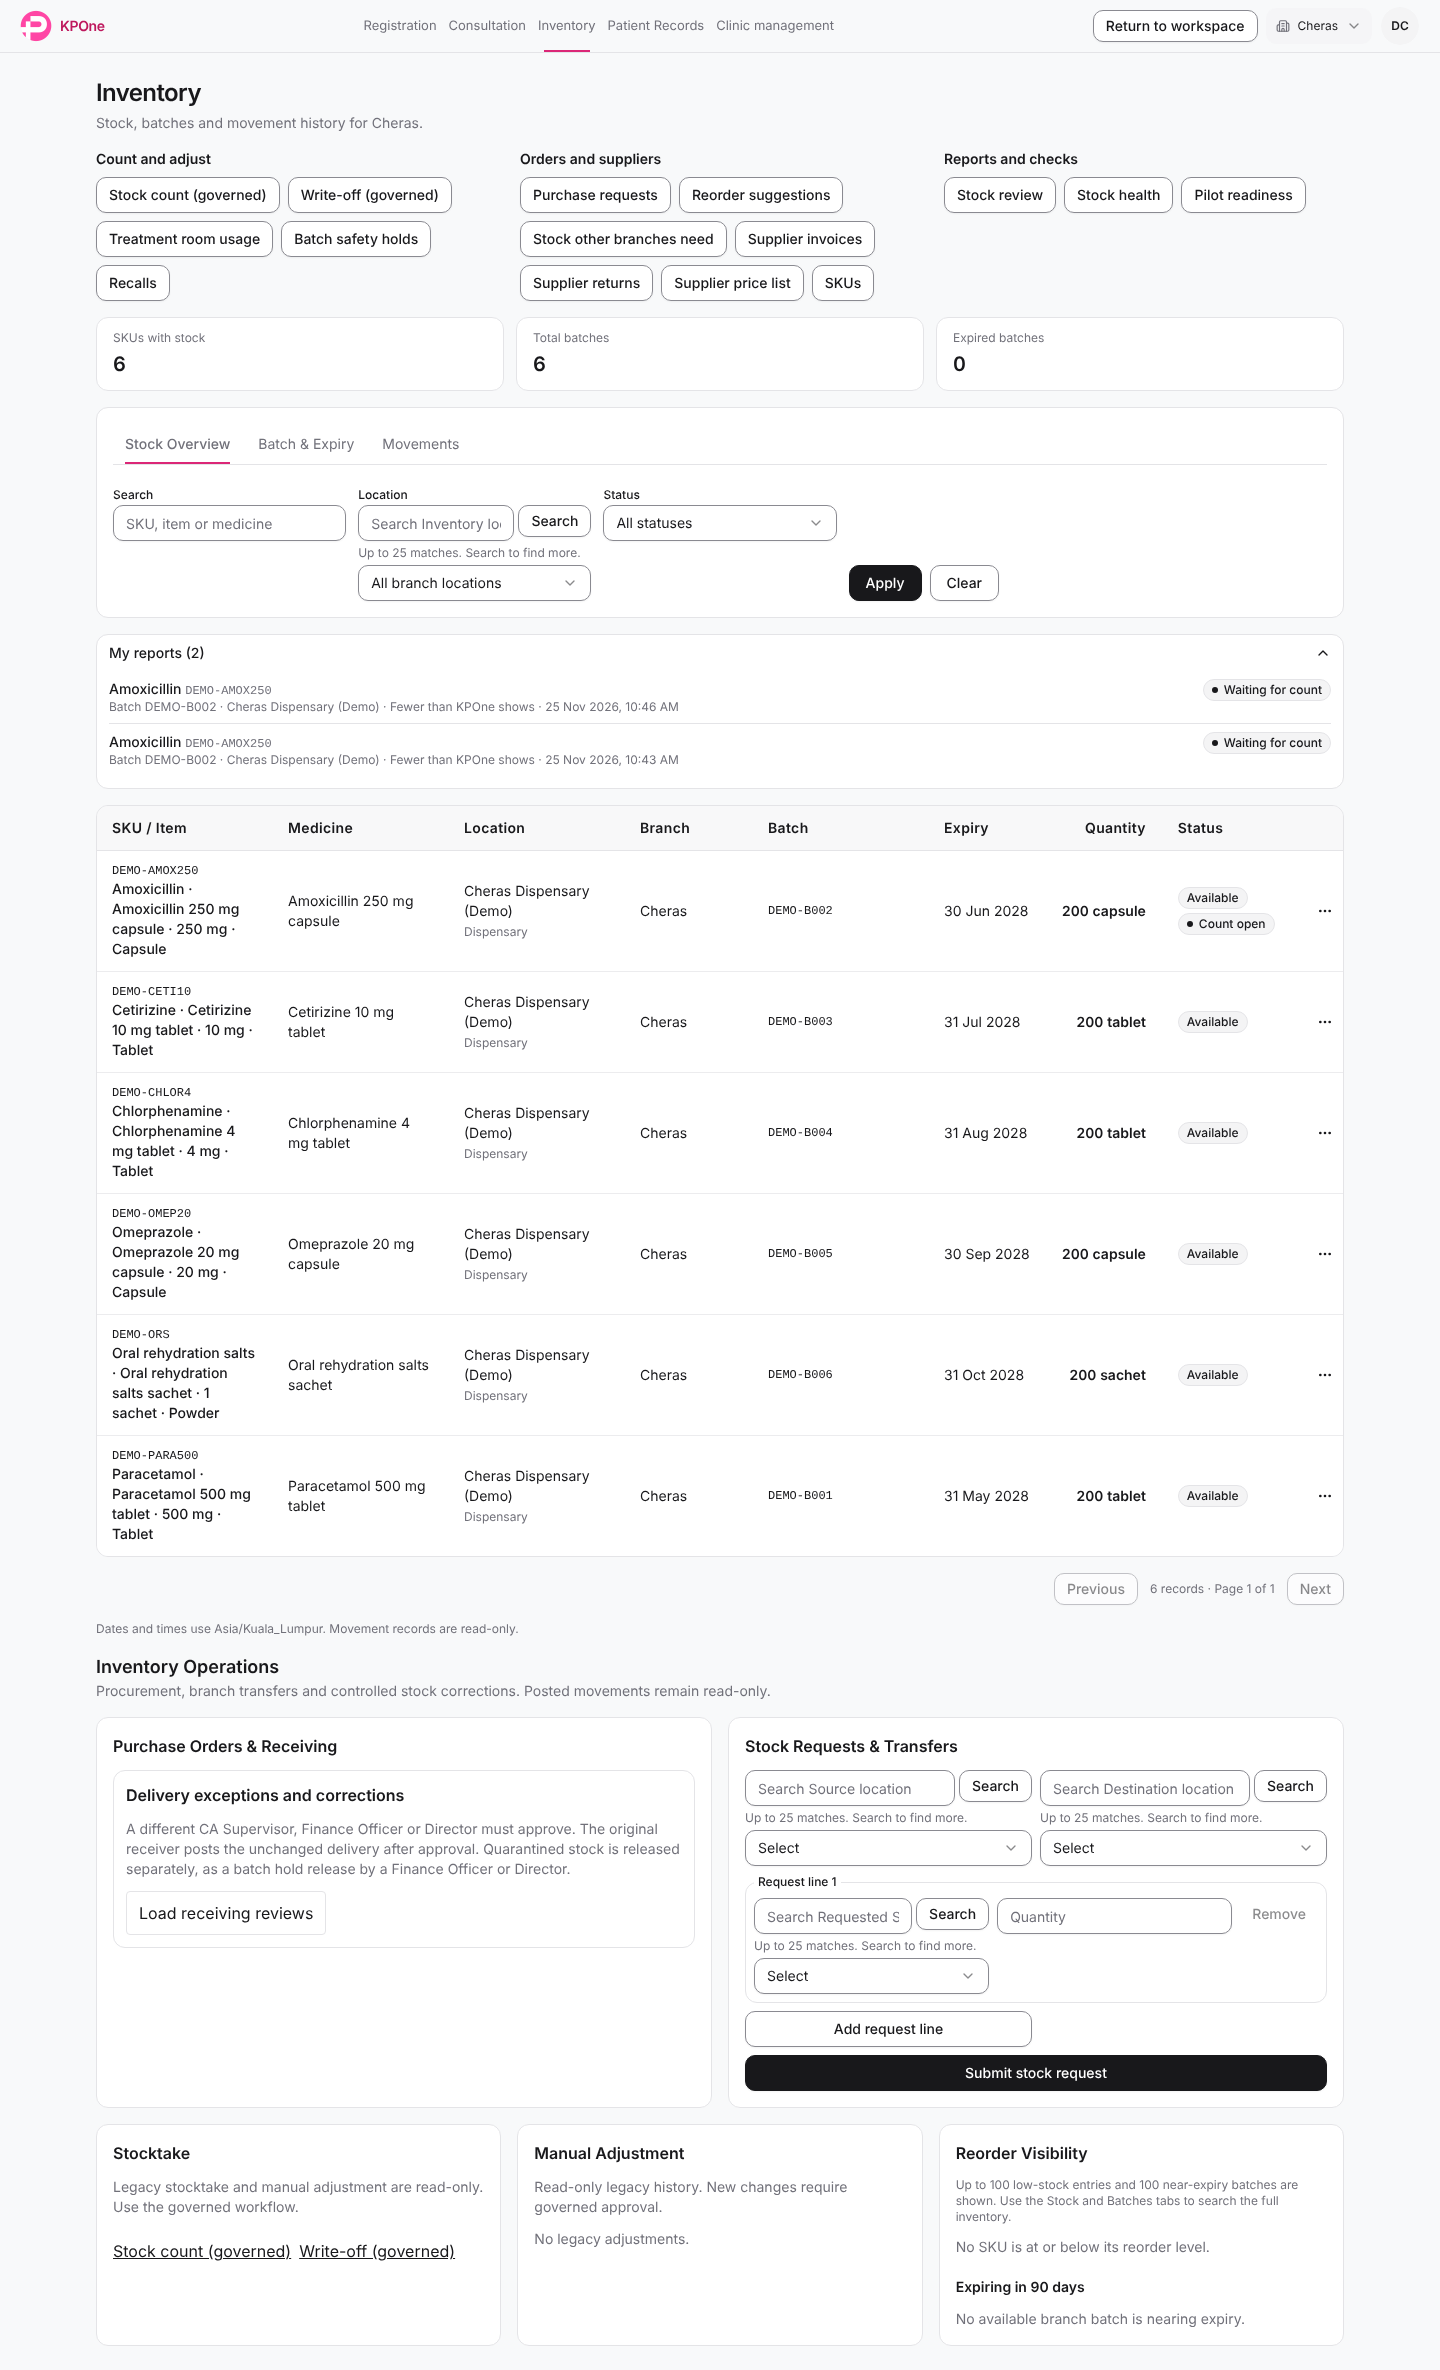 KPOne
Registration Consultation Inventory Patient Records Clinic management
Return to workspace
Cheras
DC
Inventory
Stock, batches and movement history for Cheras.
Count and adjust
Stock count (governed) Write-off (governed)
Treatment room usage Batch safety holds
Recalls
Orders and suppliers
Purchase requests Reorder suggestions
Stock other branches need Supplier invoices
Supplier returns Supplier price list SKUs
Reports and checks
Stock review Stock health Pilot readiness
SKUs with stock
6
Total batches
6
Expired batches
0
Stock Overview Batch & Expiry Movements
Search
SKU, item or medicine
Location
Search Inventory lo
Search
Up to 25 matches. Search to find more.
All branch locations
Status
All statuses
Apply Clear
My reports (2)
Amoxicillin DEMO-AMOX250
Batch DEMO-B002 · Cheras Dispensary (Demo) · Fewer than KPOne shows · 25 Nov 2026, 10:46 AM
Waiting for count
Amoxicillin DEMO-AMOX250
Batch DEMO-B002 · Cheras Dispensary (Demo) · Fewer than KPOne shows · 25 Nov 2026, 10:43 AM
Waiting for count
SKU / Item Medicine Location Branch Batch Expiry Quantity Status
DEMO-AMOX250
Amoxicillin ·
Amoxicillin 250 mg
capsule · 250 mg ·
Capsule
Amoxicillin 250 mg
capsule
Cheras Dispensary
(Demo)
Dispensary
Cheras
DEMO-B002
30 Jun 2028
200 capsule
Available
Count open
DEMO-CETI10
Cetirizine · Cetirizine
10 mg tablet · 10 mg ·
Tablet
Cetirizine 10 mg
tablet
Cheras Dispensary
(Demo)
Dispensary
Cheras
DEMO-B003
31 Jul 2028
200 tablet
Available
DEMO-CHLOR4
Chlorphenamine ·
Chlorphenamine 4
mg tablet · 4 mg ·
Tablet
Chlorphenamine 4
mg tablet
Cheras Dispensary
(Demo)
Dispensary
Cheras
DEMO-B004
31 Aug 2028
200 tablet
Available
DEMO-OMEP20
Omeprazole ·
Omeprazole 20 mg
capsule · 20 mg ·
Capsule
Omeprazole 20 mg
capsule
Cheras Dispensary
(Demo)
Dispensary
Cheras
DEMO-B005
30 Sep 2028
200 capsule
Available
DEMO-ORS
Oral rehydration salts
· Oral rehydration
salts sachet · 1
sachet · Powder
Oral rehydration salts
sachet
Cheras Dispensary
(Demo)
Dispensary
Cheras
DEMO-B006
31 Oct 2028
200 sachet
Available
DEMO-PARA500
Paracetamol ·
Paracetamol 500 mg
tablet · 500 mg ·
Tablet
Paracetamol 500 mg
tablet
Cheras Dispensary
(Demo)
Dispensary
Cheras
DEMO-B001
31 May 2028
200 tablet
Available
Previous 6 records · Page 1 of 1 Next
Dates and times use Asia/Kuala_Lumpur. Movement records are read-only.
Inventory Operations
Procurement, branch transfers and controlled stock corrections. Posted movements remain read-only.
Purchase Orders & Receiving
Delivery exceptions and corrections
A different CA Supervisor, Finance Officer or Director must approve. The original
receiver posts the unchanged delivery after approval. Quarantined stock is released
separately, as a batch hold release by a Finance Officer or Director.
Load receiving reviews
Stock Requests & Transfers
Search Source location Search
Up to 25 matches. Search to find more.
Select
Search Destination location Search
Up to 25 matches. Search to find more.
Select
Request line 1
Search Requested S Search Quantity Remove
Up to 25 matches. Search to find more.
Select
Add request line
Submit stock request
Stocktake
Legacy stocktake and manual adjustment are read-only.
Use the governed workflow.
Stock count (governed) Write-off (governed)
Manual Adjustment
Read-only legacy history. New changes require
governed approval.
No legacy adjustments.
Reorder Visibility
Up to 100 low-stock entries and 100 near-expiry batches are
shown. Use the Stock and Batches tabs to search the full
inventory.
No SKU is at or below its reorder level.
Expiring in 90 days
No available branch batch is nearing expiry.